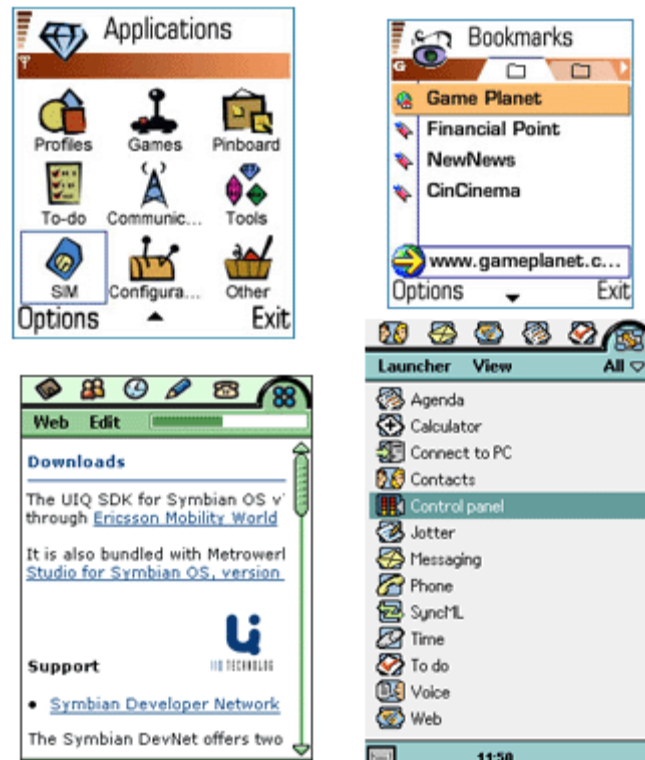 Applications
Profiles
Games
Pinboard
To-do
Communic...
Tools
SIM
Configura...
Other
Options
Exit
Bookmarks
G
Game Planet
Financial Point
NewNews
CinCinema
www.gameplanet.c...
Options
Exit
Web Edit
Downloads
The UIQ SDK for Symbian OS v
through Ericsson Mobility World
It is also bundled with Metrowerl
Studio for Symbian OS, version
Support
Symbian Developer Network
The Symbian DevNet offers two
Launcher View All
Agenda
Calculator
Connect to PC
Contacts
Control panel
Jotter
Messaging
Phone
SyncML
Time
To do
Voice
Web
11:50